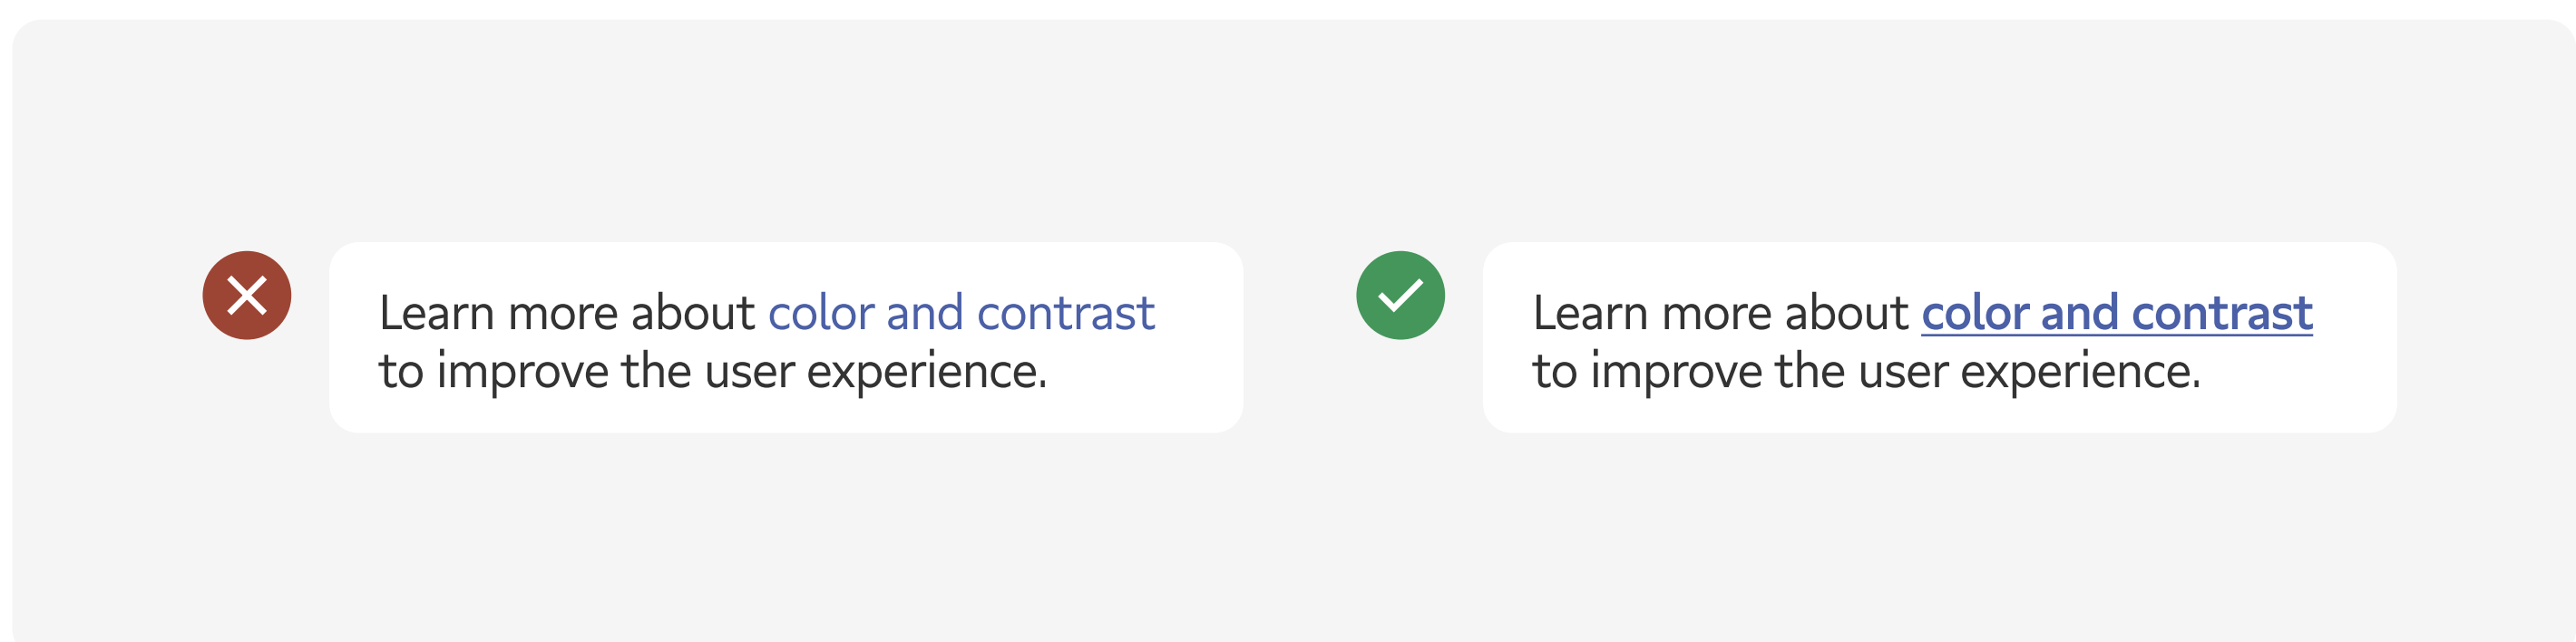 Learn more about color and contrast
to improve the user experience.
Learn more about color and contrast
to improve the user experience.